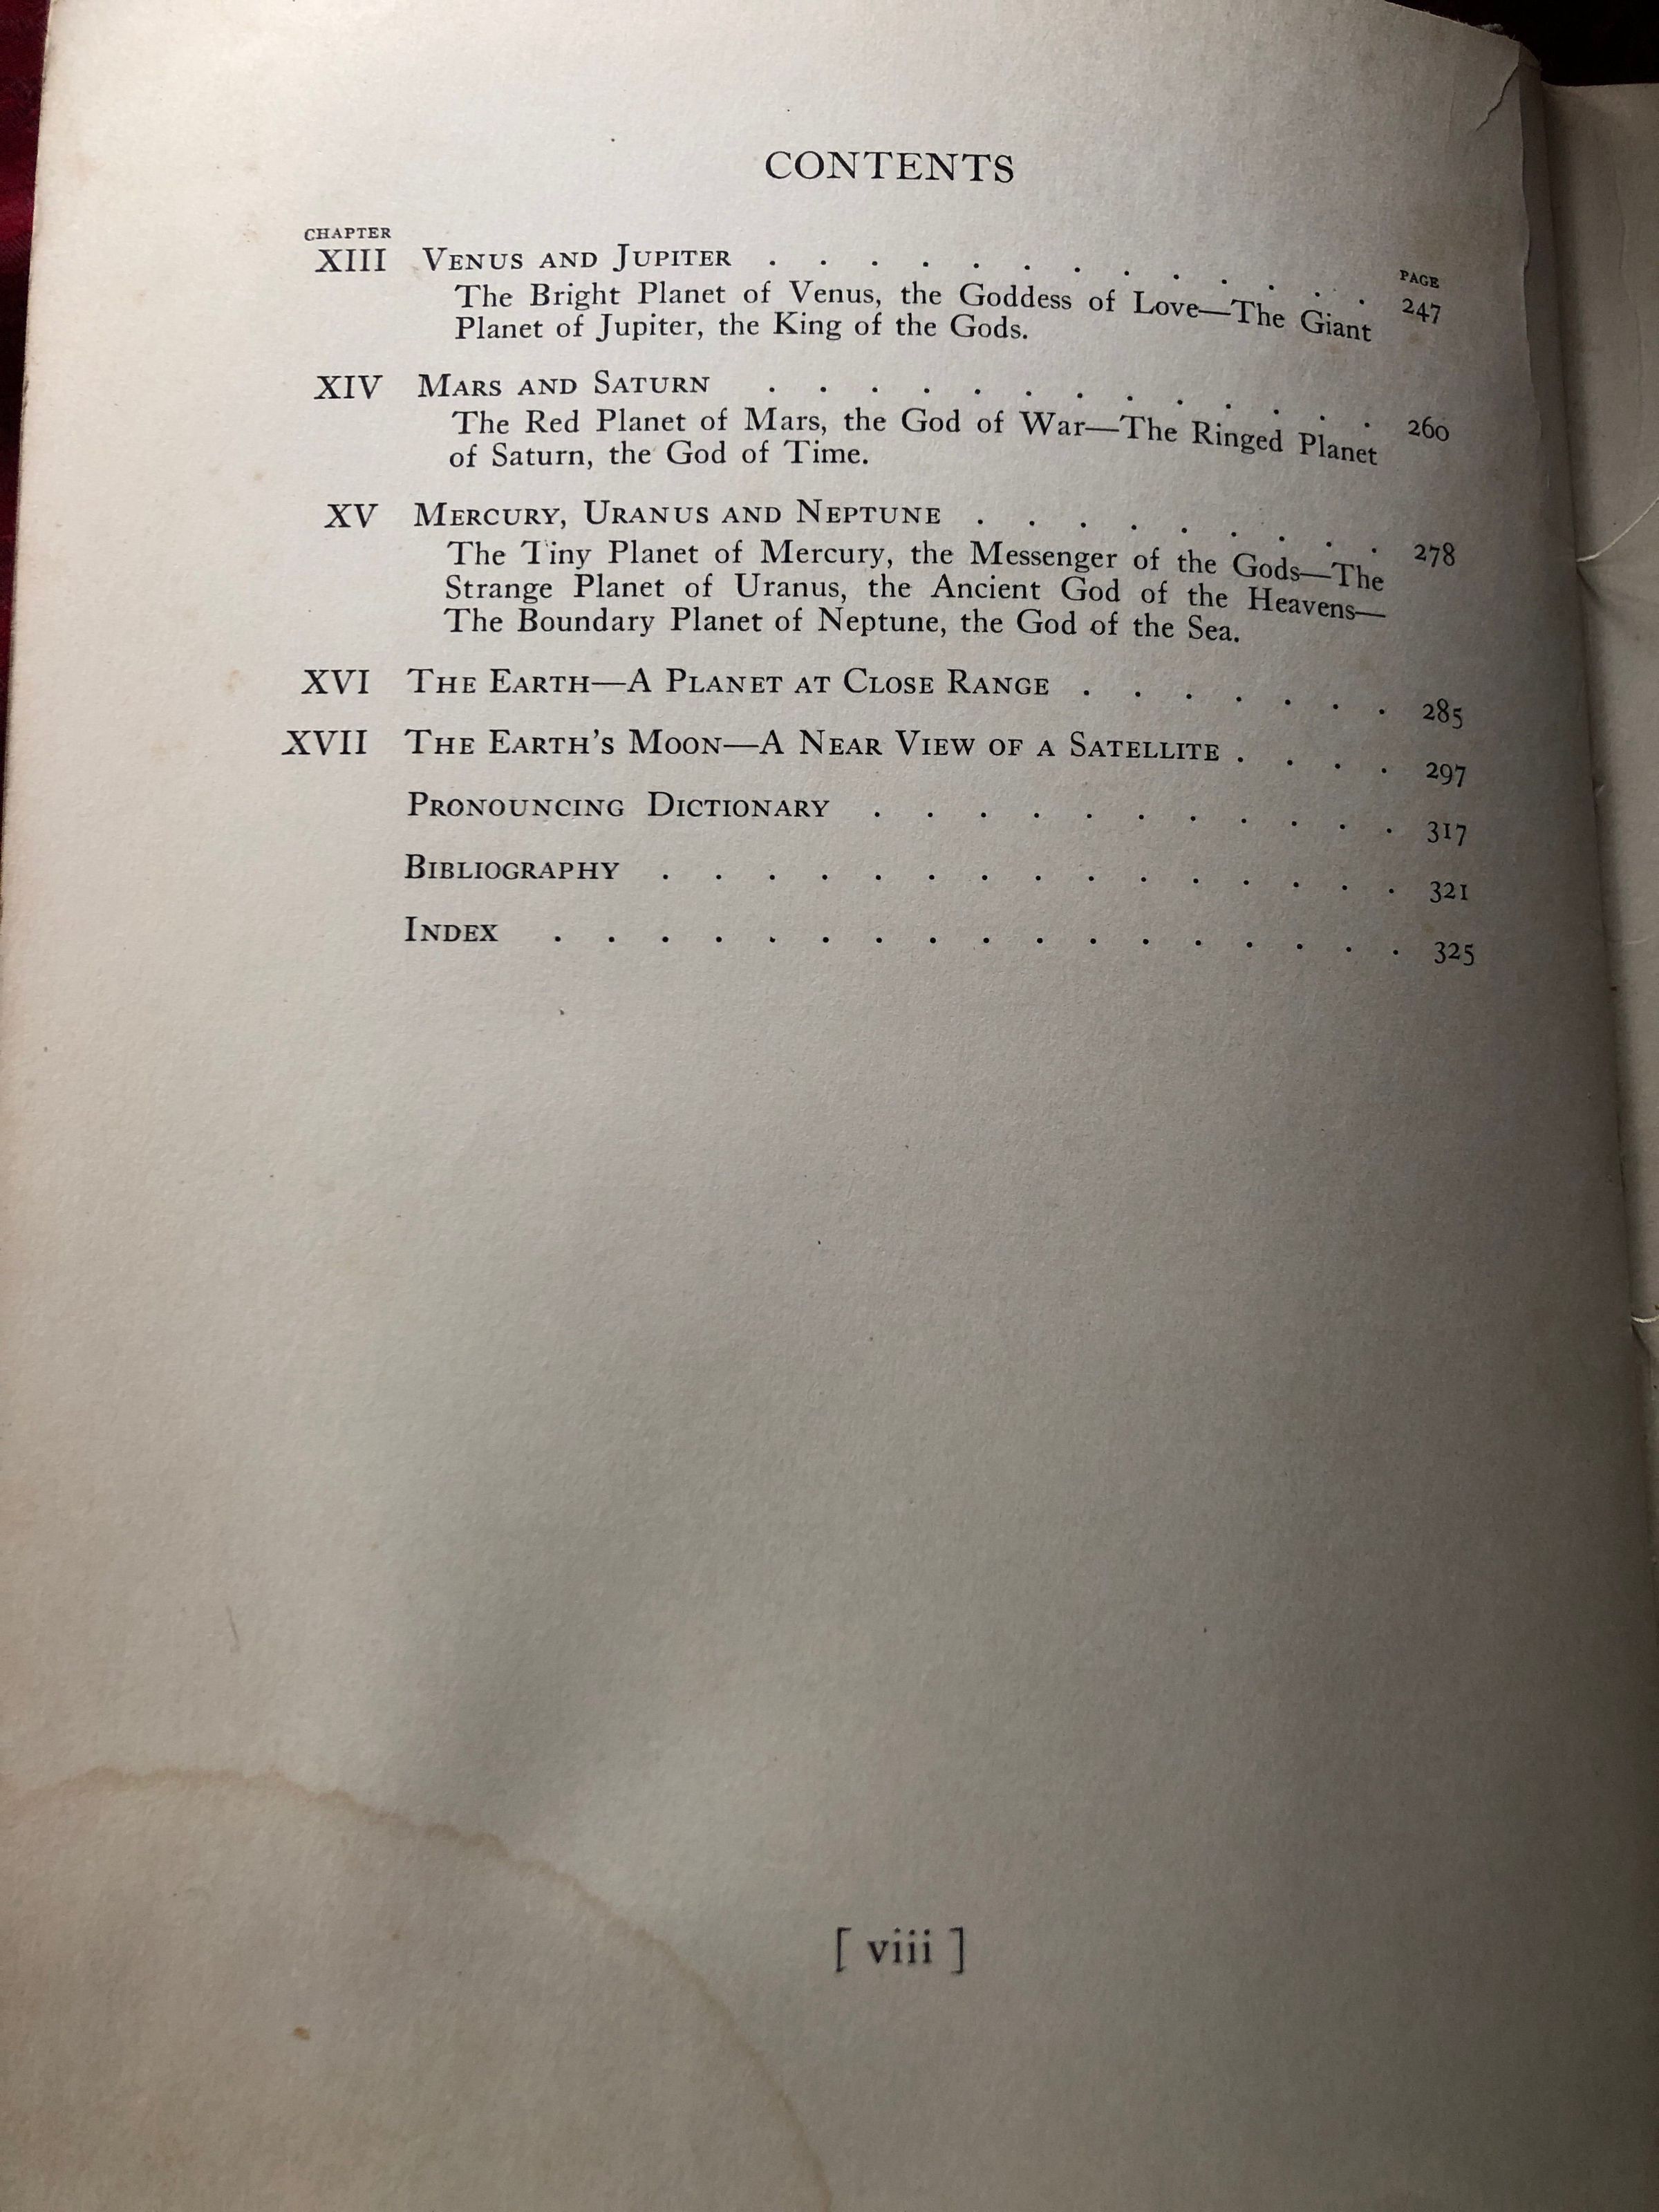 CONTENTS
CHAPTER PAGE
XIII VENUS AND JUPITER . . . . . . . . . . . . 247
The Bright Planet of Venus, the Goddess of Love—The Giant
Planet of Jupiter, the King of the Gods.
XIV MARS AND SATURN . . . . . . . . . . . . 260
The Red Planet of Mars, the God of War—The Ringed Planet
of Saturn, the God of Time.
XV MERCURY, URANUS AND NEPTUNE . . . . . . . . . 278
The Tiny Planet of Mercury, the Messenger of the Gods—The
Strange Planet of Uranus, the Ancient God of the Heavens—
The Boundary Planet of Neptune, the God of the Sea.
XVI THE EARTH—A PLANET AT CLOSE RANGE . . . . . . . 285
XVII THE EARTH'S MOON—A NEAR VIEW OF A SATELLITE . . . . 297
PRONOUNCING DICTIONARY . . . . . . . . . . . 317
BIBLIOGRAPHY . . . . . . . . . . . . . . . 321
INDEX . . . . . . . . . . . . . . . . . 325
[ viii ]